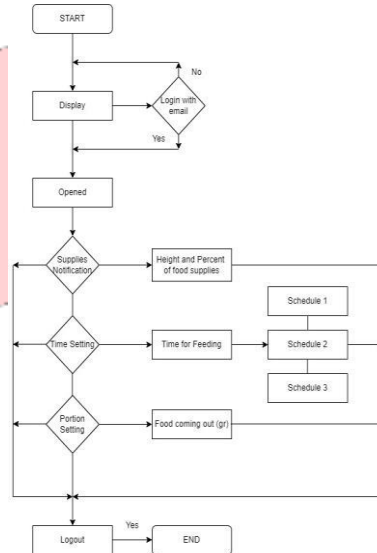 START
No
Display
Login with
email
Yes
Opened
Supplies
Notification
Height and Percent
of food supplies
Schedule 1
Time Setting
Time for Feeding
Schedule 2
Schedule 3
Portion
Setting
Food coming out (gr)
Logout
Yes
END